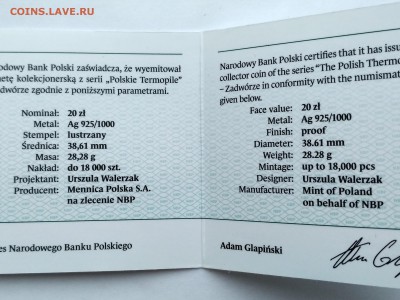 coins.lave.ru
Narodowy Bank Polski zaświadcza, że wyemitował
kolekcjonerską z serii „Polskie Termopile”
zgodnie z poniższymi parametrami.
Nominał: 20 zł
Metal: Ag 925/1000
Stempel: lustrzany
Średnica: 38,61 mm
Masa: 28,28 g
Nakład: do 18 000 szt.
Projektant: Urszula Walerzak
Producent: Mennica Polska S.A.
na zlecenie NBP
Narodowego Banku Polskiego
Narodowy Bank Polski certifies that it has issu
collector coin of the series “The Polish Thermo
– Zadwórze in conformity with the numismat
given below.
Face value: 20 zł
Metal: Ag 925/1000
Finish: proof
Diameter: 38.61 mm
Weight: 28.28 g
Mintage: up to 18,000 pcs
Designer: Urszula Walerzak
Manufacturer: Mint of Poland
on behalf of NBP
Adam Glapiński